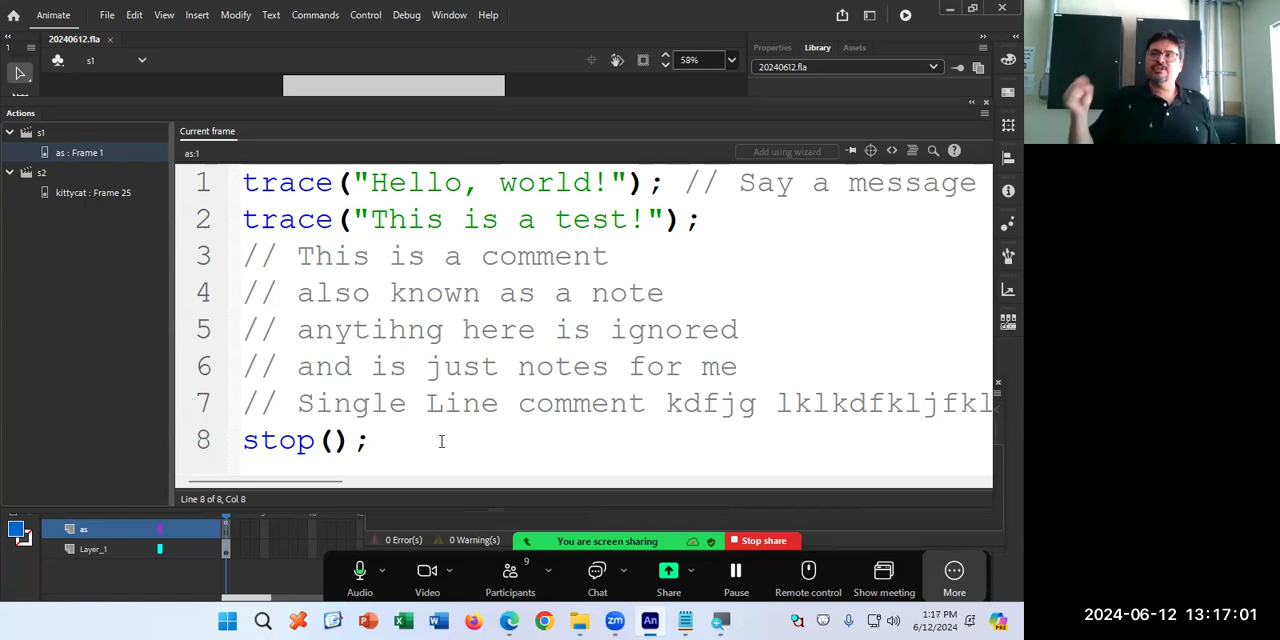 Animate File Edit View Insert Modify Text Commands Control Debug Window Help
20240612.fla
s1 58%
Properties Library Assets
20240612.fla
Actions
s1
as : Frame 1
s2
kittycat : Frame 25
Current frame
as:1 Add using wizard
1 trace("Hello, world!"); // Say a message
2 trace("This is a test!");
3 // This is a comment
4 // also known as a note
5 // anytihng here is ignored
6 // and is just notes for me
7 // Single Line comment kdfjg lklkdfkljfkl
8 stop();
Line 8 of 8, Col 8
as
Layer_1
0 Error(s) 0 Warning(s) You are screen sharing Stop share
9
Audio Video Participants Chat Share Pause Remote control Show meeting More
1:17 PM
6/12/2024
2024-06-12 13:17:01